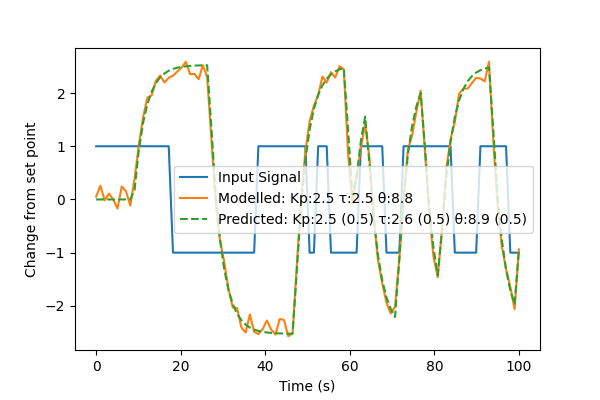 Change from set point
2
1
0
−1
−2
Input Signal
Modelled: Kp:2.5 τ:2.5 θ:8.8
Predicted: Kp:2.5 (0.5) τ:2.6 (0.5) θ:8.9 (0.5)
0 20 40 60 80 100
Time (s)